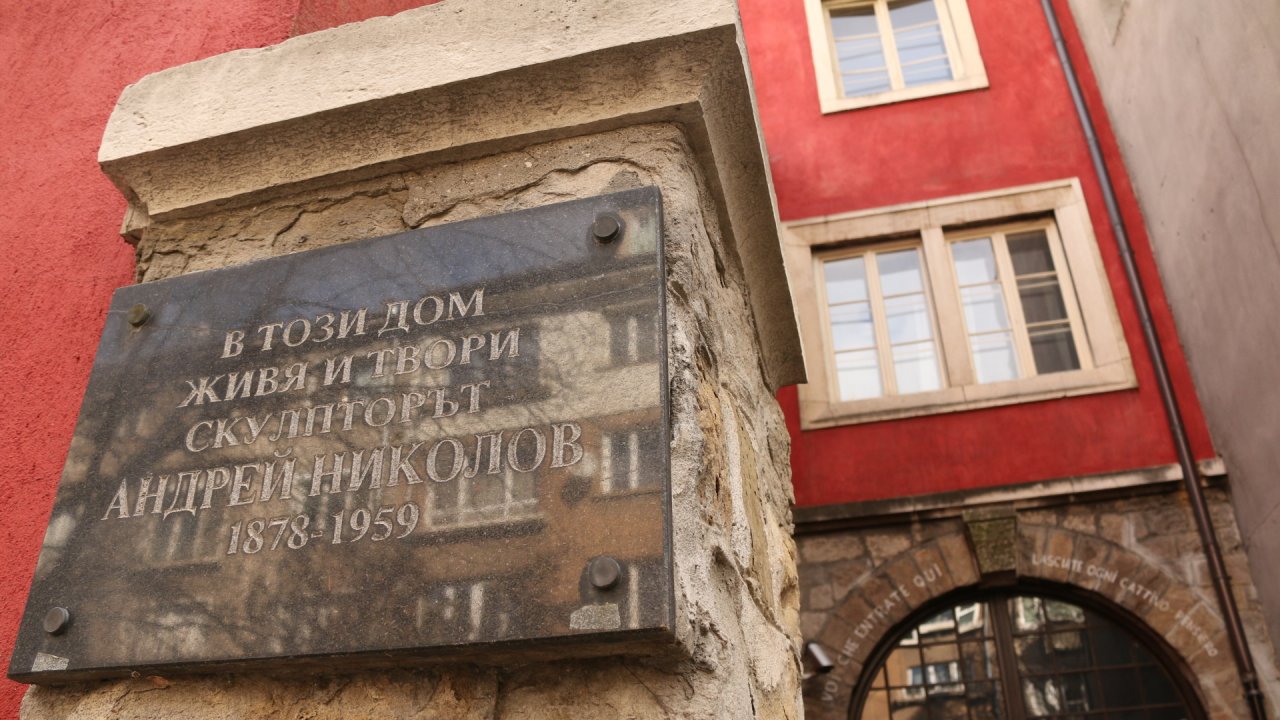 В ТОЗИ ДОМ
ЖИВЯ И ТВОРИ
СКУЛПТОРЪТ
АНДРЕЙ НИКОЛОВ
1878-1959
VOI CHE ENTRATE QUI
LASCIATE OGNI CATTIVO PENSIERO